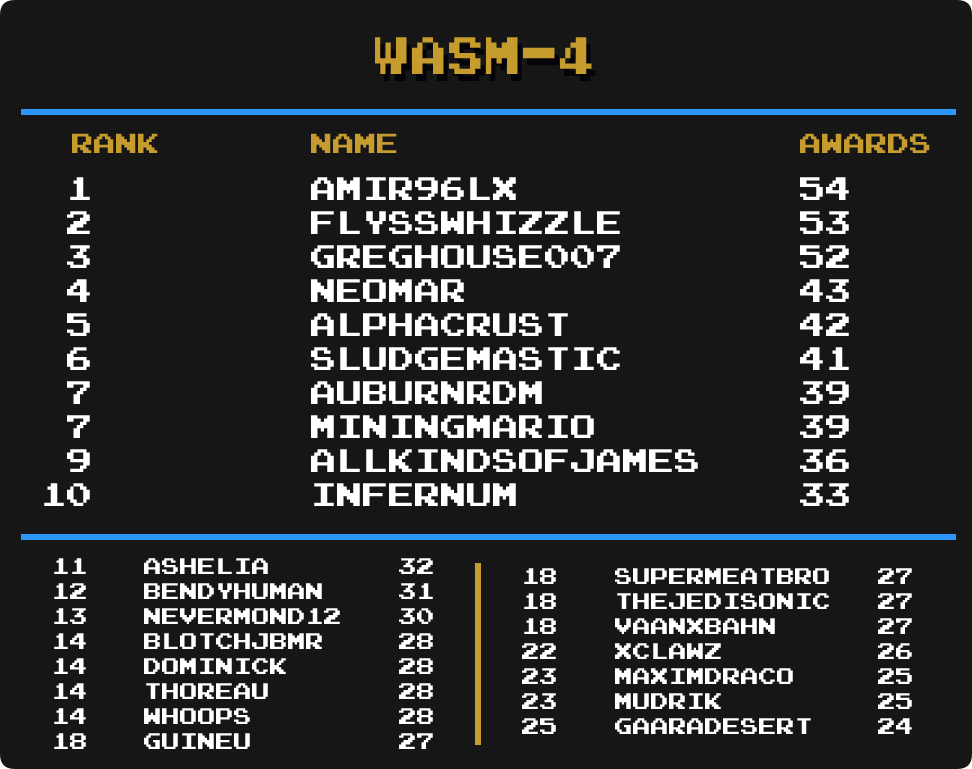 WASM-4
RANK NAME AWARDS
1 AMIR96LX 54
2 FLYSSWHIZZLE 53
3 GREGHOUSE007 52
4 NEOMAR 43
5 ALPHACRUST 42
6 SLUDGEMASTIC 41
7 AUBURNRDM 39
7 MININGMARIO 39
9 ALLKINDSOFJAMES 36
10 INFERNUM 33
11 ASHELIA 32
12 BENDYHUMAN 31
13 NEVERMOND12 30
14 BLOTCHJBMR 28
14 DOMINICK 28
14 THOREAU 28
14 WHOOPS 28
18 GUINEU 27
18 SUPERMEATBRO 27
18 THEJEDISONIC 27
18 VAANXBAHN 27
22 XCLAWZ 26
23 MAXIMDRACO 25
23 MUDRIK 25
25 GAARADESERT 24